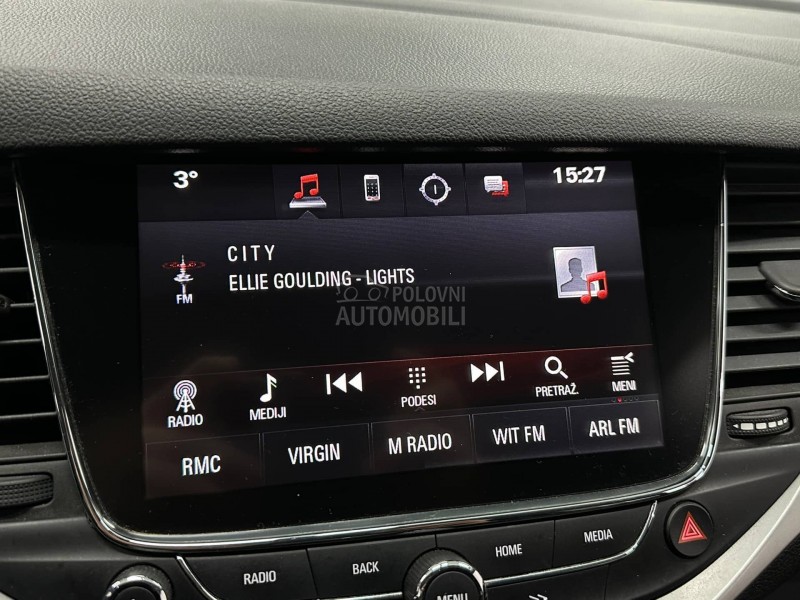 3°
15:27
CITY
ELLIE GOULDING - LIGHTS
FM
POLOVNI
AUTOMOBILI
RADIO
MEDIJI
PODESI
PRETRAŽ.
MENI
RMC
VIRGIN
M RADIO
WIT FM
ARL FM
RADIO
BACK
HOME
MEDIA
MENU